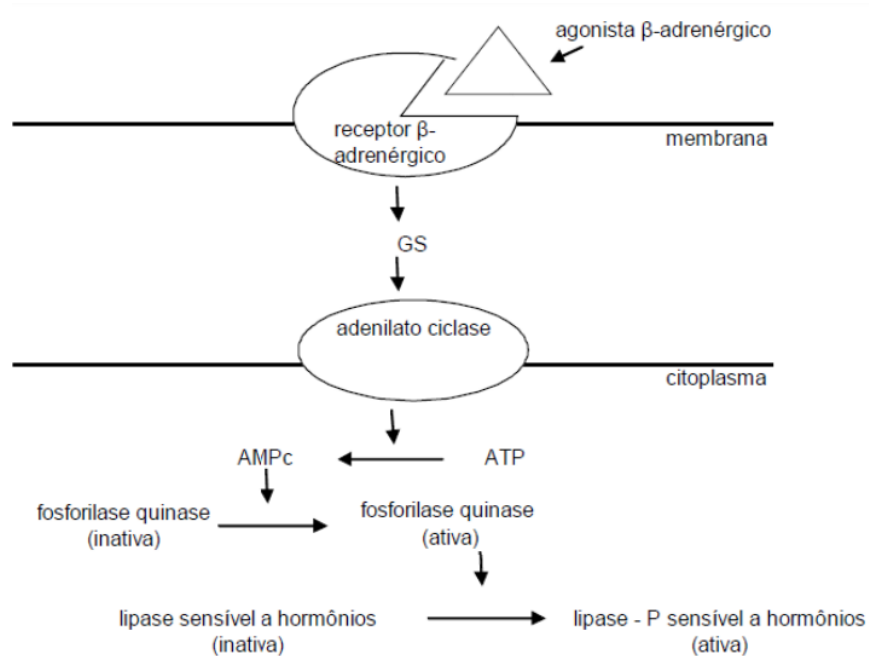 agonista β-adrenérgico
receptor β-
adrenérgico
membrana
GS
adenilato ciclase
citoplasma
AMPc
ATP
fosforilase quinase
(inativa)
fosforilase quinase
(ativa)
lipase sensível a hormônios
(inativa)
lipase - P sensível a hormônios
(ativa)